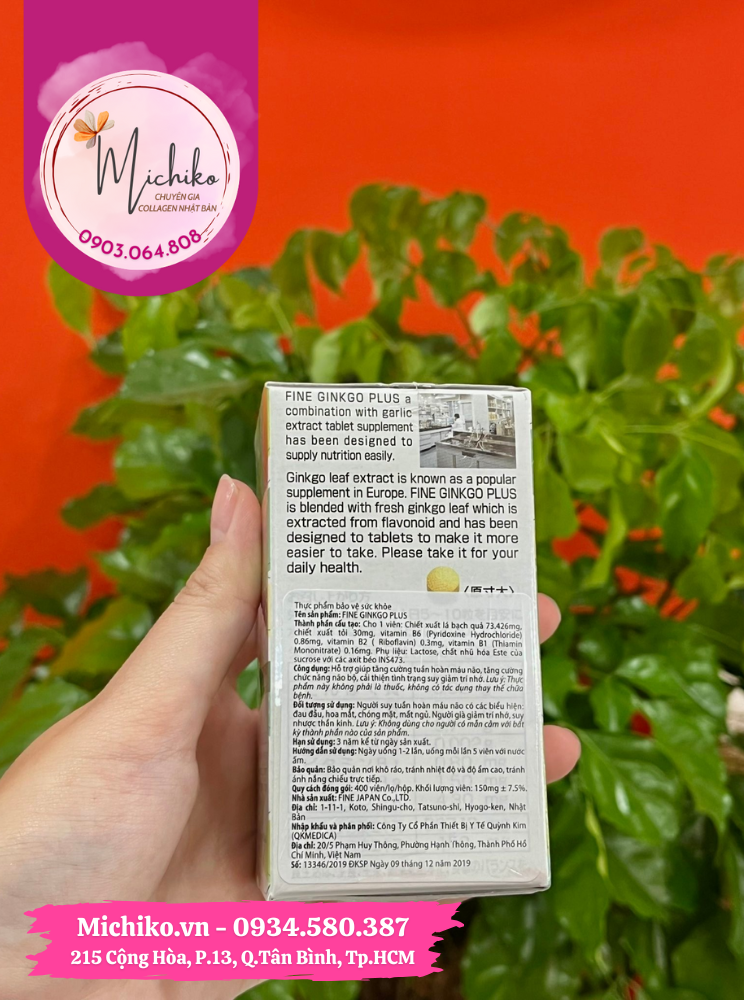 Michiko
CHUYÊN GIA
COLLAGEN NHẬT BẢN
0903.064.808
FINE GINKGO PLUS a
combination with garlic
extract tablet supplement
has been designed to
supply nutrition easily.
Ginkgo leaf extract is known as a popular
supplement in Europe. FINE GINKGO PLUS
is blended with fresh ginkgo leaf which is
extracted from flavonoid and has been
designed to tablets to make it more
easier to take. Please take it for your
daily health.
(原寸大)
Thực phẩm bảo vệ sức khỏe
Tên sản phẩm: FINE GINKGO PLUS
Thành phần cấu tạo: Cho 1 viên: Chiết xuất lá bạch quả 73.426mg,
chiết xuất tỏi 30mg, vitamin B6 (Pyridoxine Hydrochloride)
0.86mg, vitamin B2 ( Riboflavin) 0.3mg, vitamin B1 (Thiamin
Mononitrate) 0.16mg. Phụ liệu: Lactose, chất nhũ hóa Este của
sucrose với các axit béo INS473.
Công dụng: Hỗ trợ giúp tăng cường tuần hoàn máu não, tăng cường
chức năng não bộ, cải thiện tình trạng suy giảm trí nhớ. Lưu ý: Thực
phẩm này không phải là thuốc, không có tác dụng thay thế chữa
bệnh.
Đối tượng sử dụng: Người suy tuần hoàn máu não có các biểu hiện:
đau đầu, hoa mắt, chóng mặt, mất ngủ. Người già giảm trí nhớ, suy
nhược thần kinh. Lưu ý: Không dùng cho người có mẫn cảm với bất
kỳ thành phần nào của sản phẩm.
Hạn sử dụng: 3 năm kể từ ngày sản xuất.
Hướng dẫn sử dụng: Ngày uống 1-2 lần, uống mỗi lần 5 viên với nước
ấm.
Bảo quản: Bảo quản nơi khô ráo, tránh nhiệt độ và độ ẩm cao, tránh
ánh nắng chiếu trực tiếp.
Quy cách đóng gói: 400 viên/lọ/hộp. Khối lượng viên: 150mg ± 7.5%.
Nhà sản xuất: FINE JAPAN Co.,LTD.
Địa chỉ: 1-11-1, Koto, Shingu-cho, Tatsuno-shi, Hyogo-ken, Nhật
Bản
Nhập khẩu và phân phối: Công Ty Cổ Phần Thiết Bị Y Tế Quỳnh Kim
(QKMEDICA)
Địa chỉ: 20/5 Phạm Huy Thông, Phường Hạnh Thông, Thành Phố Hồ
Chí Minh, Việt Nam
Số: 13346/2019 ĐKSP Ngày 09 tháng 12 năm 2019
Michiko.vn - 0934.580.387
215 Cộng Hòa, P.13, Q.Tân Bình, Tp.HCM